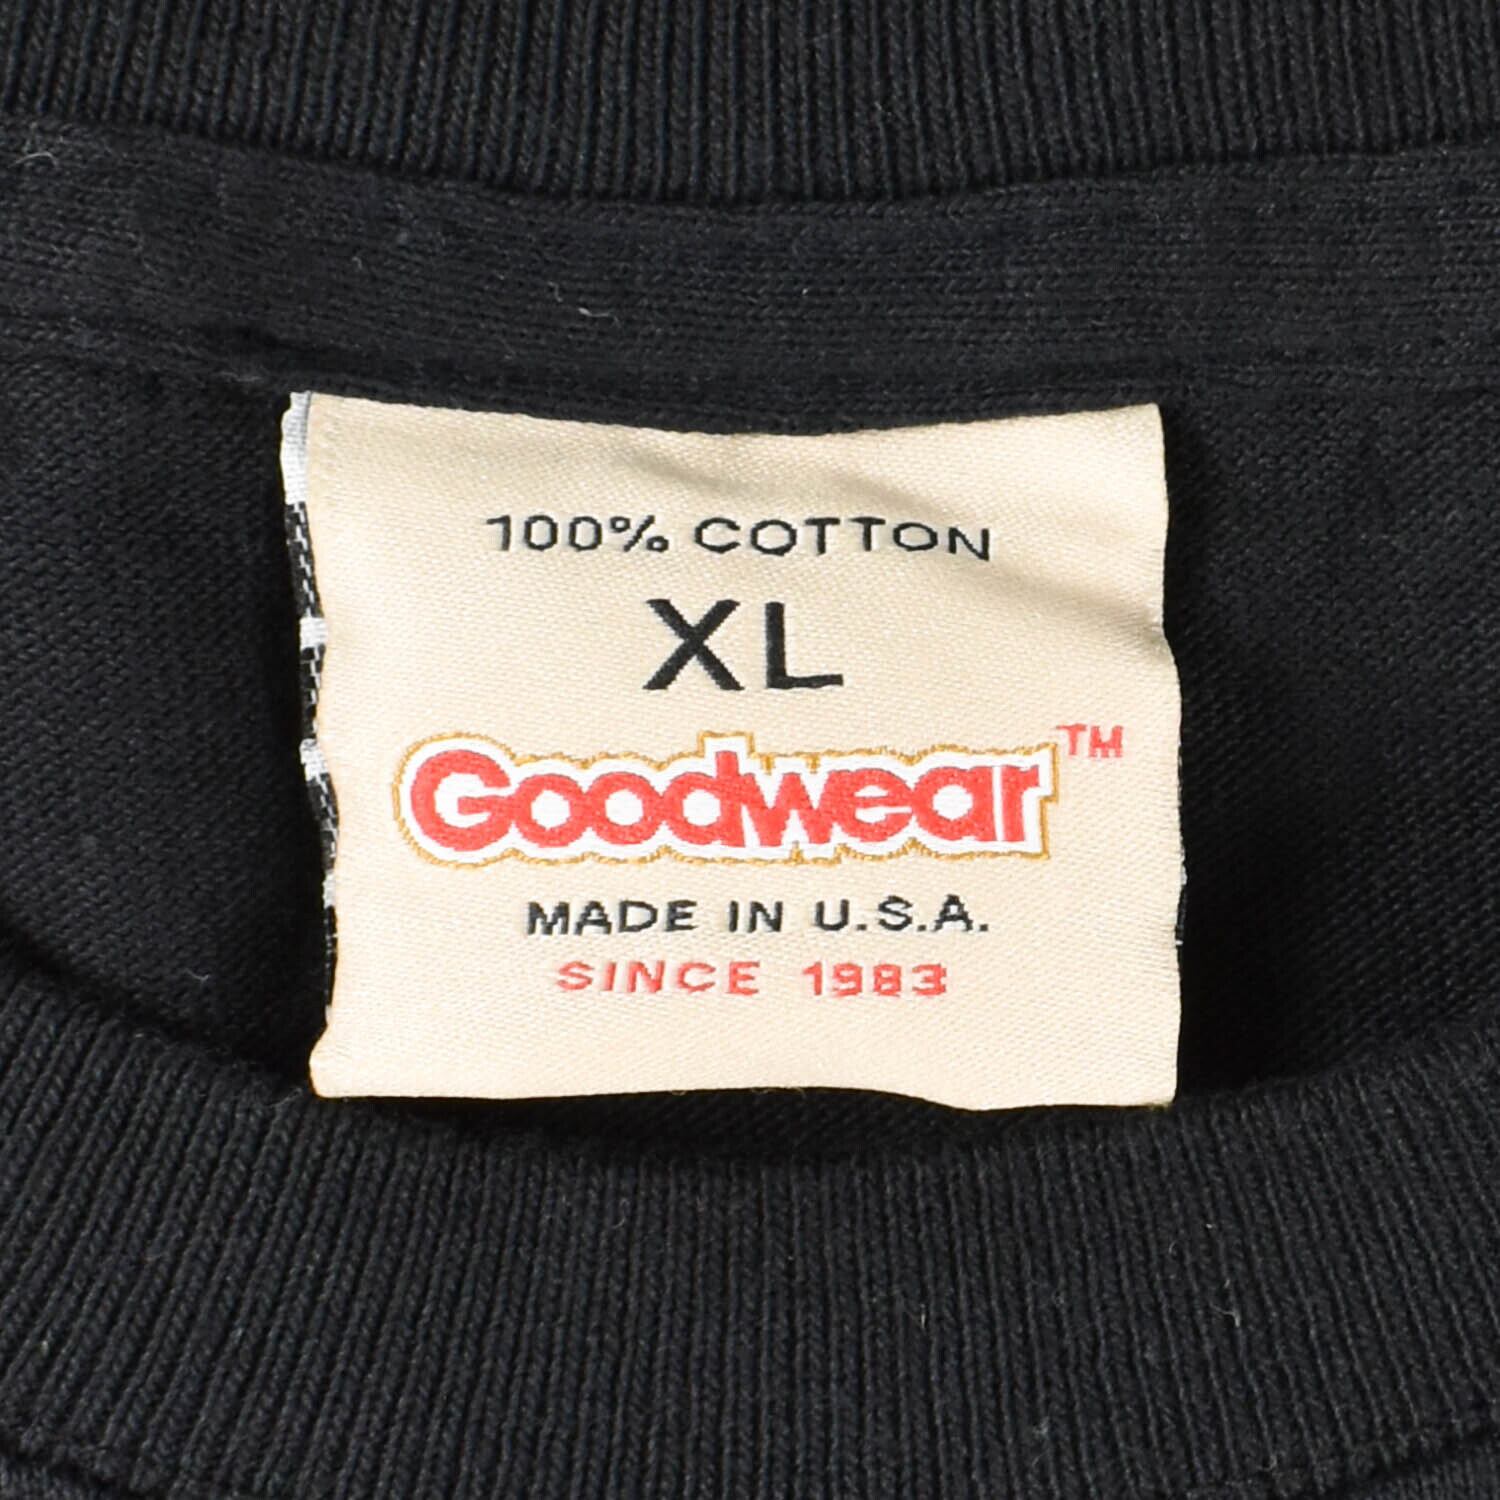 100% COTTON
XL
Goodwear™
MADE IN U.S.A.
SINCE 1983